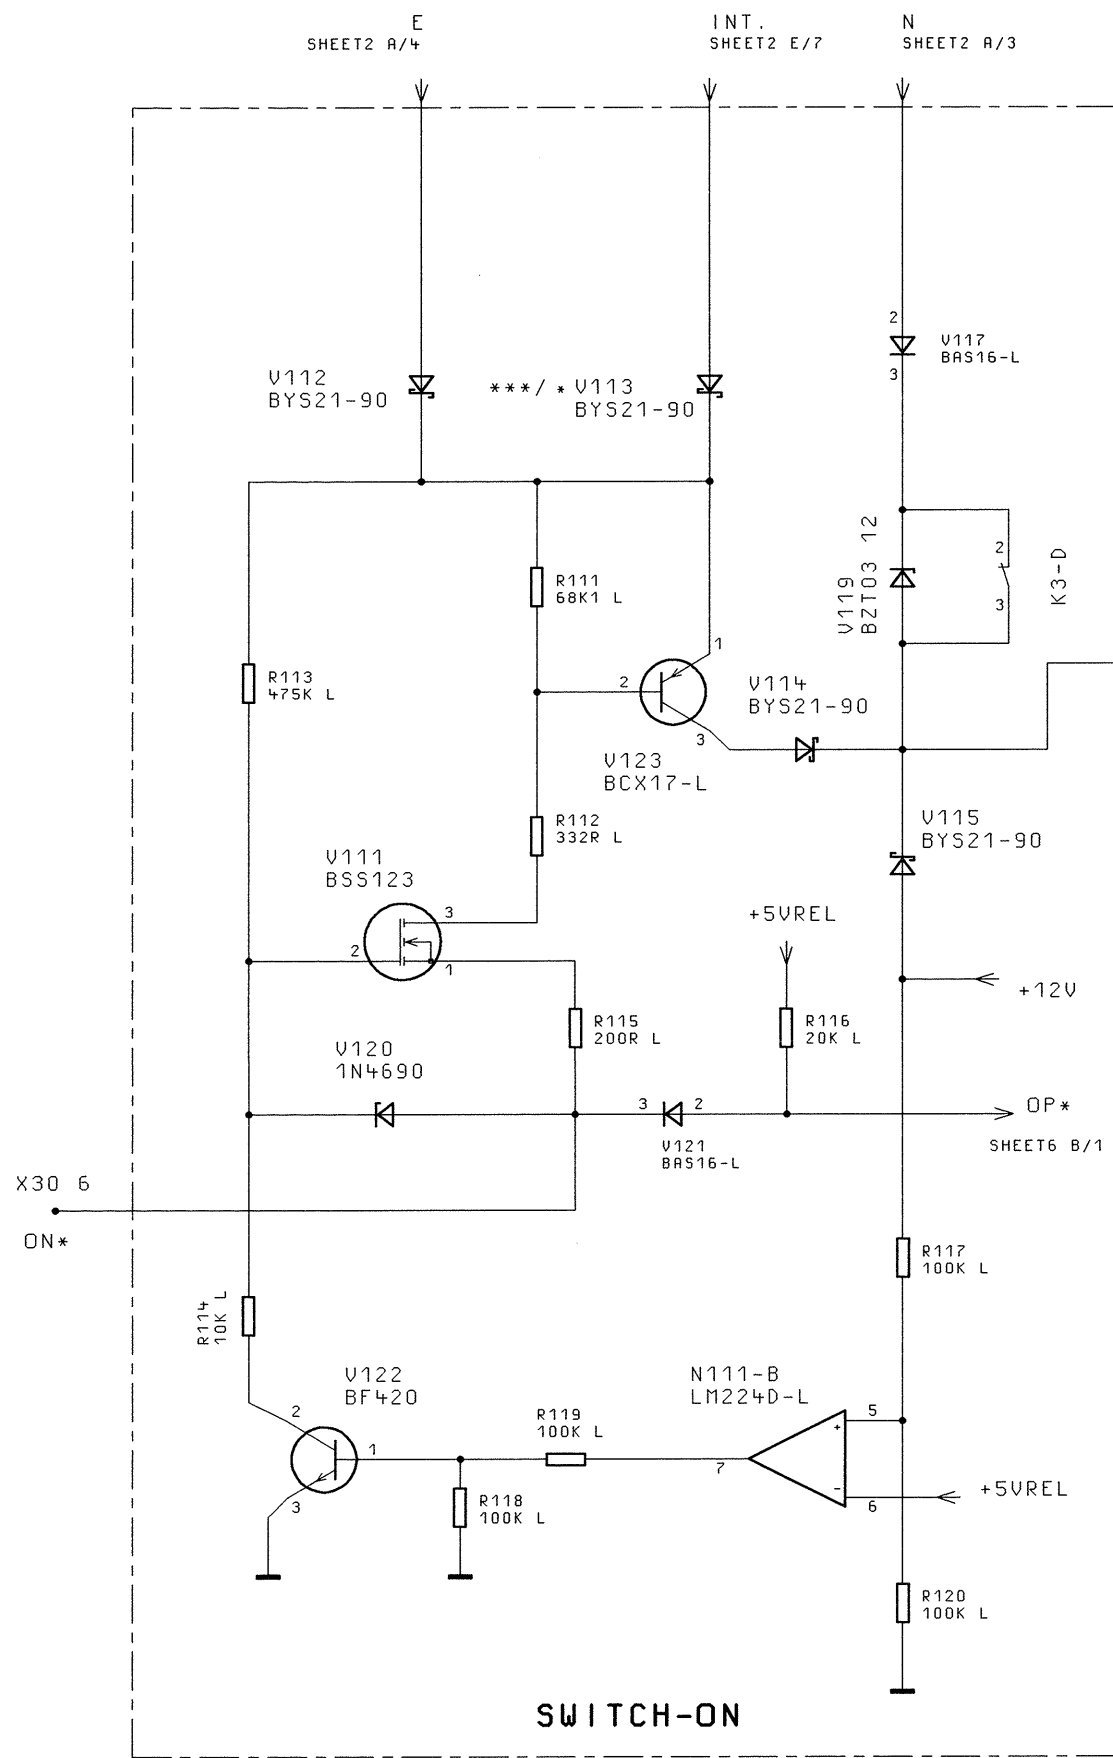 E
SHEET2 A/4
INT.
SHEET2 E/7
N
SHEET2 A/3
2
V117
BAS16-L
3
V112
BYS21-90
***/ * V113
BYS21-90
R111
68K1 L
V119
BZT03 12
2
3
K3-D
R113
475K L
1
2
3
V123
BCX17-L
V114
BYS21-90
R112
332R L
V115
BYS21-90
V111
BSS123
3
2
1
+5VREL
+12V
R115
200R L
R116
20K L
V120
1N4690
3
2
V121
BAS16-L
OP*
SHEET6 B/1
X30 6
ON*
R117
100K L
R114
10K L
V122
BF420
2
1
3
R119
100K L
N111-B
LM224D-L
5
+
7
-
6
+5VREL
R118
100K L
R120
100K L
SWITCH-ON